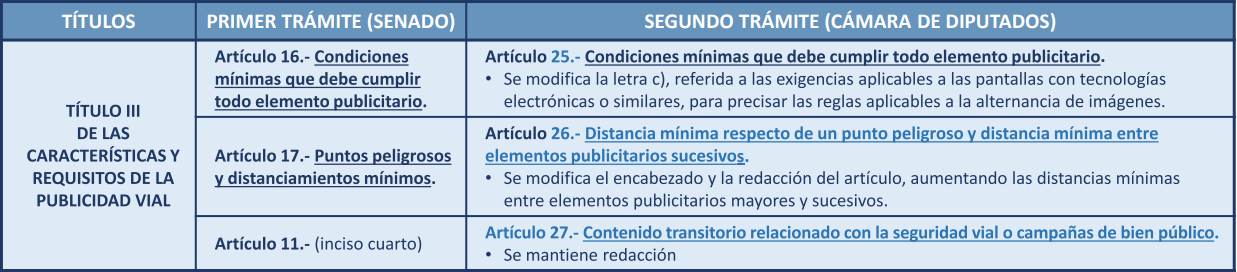 TÍTULOS
PRIMER TRÁMITE (SENADO)
SEGUNDO TRÁMITE (CÁMARA DE DIPUTADOS)
TÍTULO III
DE LAS
CARACTERÍSTICAS Y
REQUISITOS DE LA
PUBLICIDAD VIAL
Artículo 16.- Condiciones
mínimas que debe cumplir
todo elemento publicitario.
Artículo 25.- Condiciones mínimas que debe cumplir todo elemento publicitario.
• Se modifica la letra c), referida a las exigencias aplicables a las pantallas con tecnologías
electrónicas o similares, para precisar las reglas aplicables a la alternancia de imágenes.
Artículo 17.- Puntos peligrosos
y distanciamientos mínimos.
Artículo 26.- Distancia mínima respecto de un punto peligroso y distancia mínima entre
elementos publicitarios sucesivos.
• Se modifica el encabezado y la redacción del artículo, aumentando las distancias mínimas
entre elementos publicitarios mayores y sucesivos.
Artículo 11.- (inciso cuarto)
Artículo 27.- Contenido transitorio relacionado con la seguridad vial o campañas de bien público.
• Se mantiene redacción